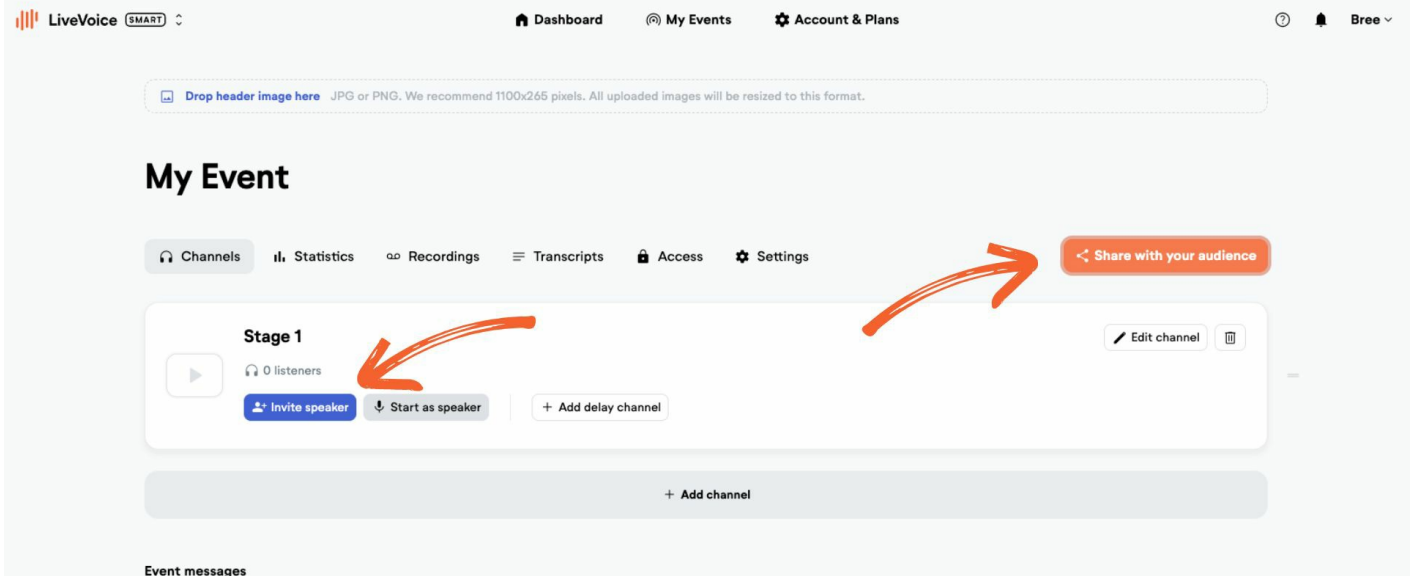 LiveVoice SMART
Dashboard
My Events
Account & Plans
Bree
Drop header image here JPG or PNG. We recommend 1100x265 pixels. All uploaded images will be resized to this format.
My Event
Channels
Statistics
Recordings
Transcripts
Access
Settings
Share with your audience
Stage 1
0 listeners
Edit channel
Invite speaker
Start as speaker
+ Add delay channel
+ Add channel
Event messages